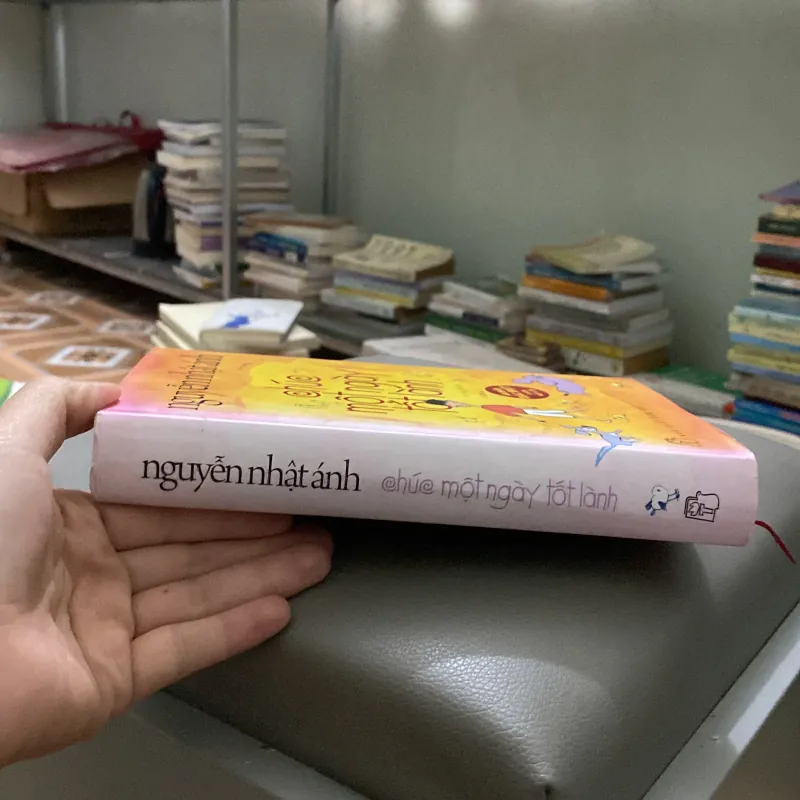 nguyễn nhật ánh
chúc
một ngày
tốt lành
nguyễn nhật ánh chúc một ngày tốt lành